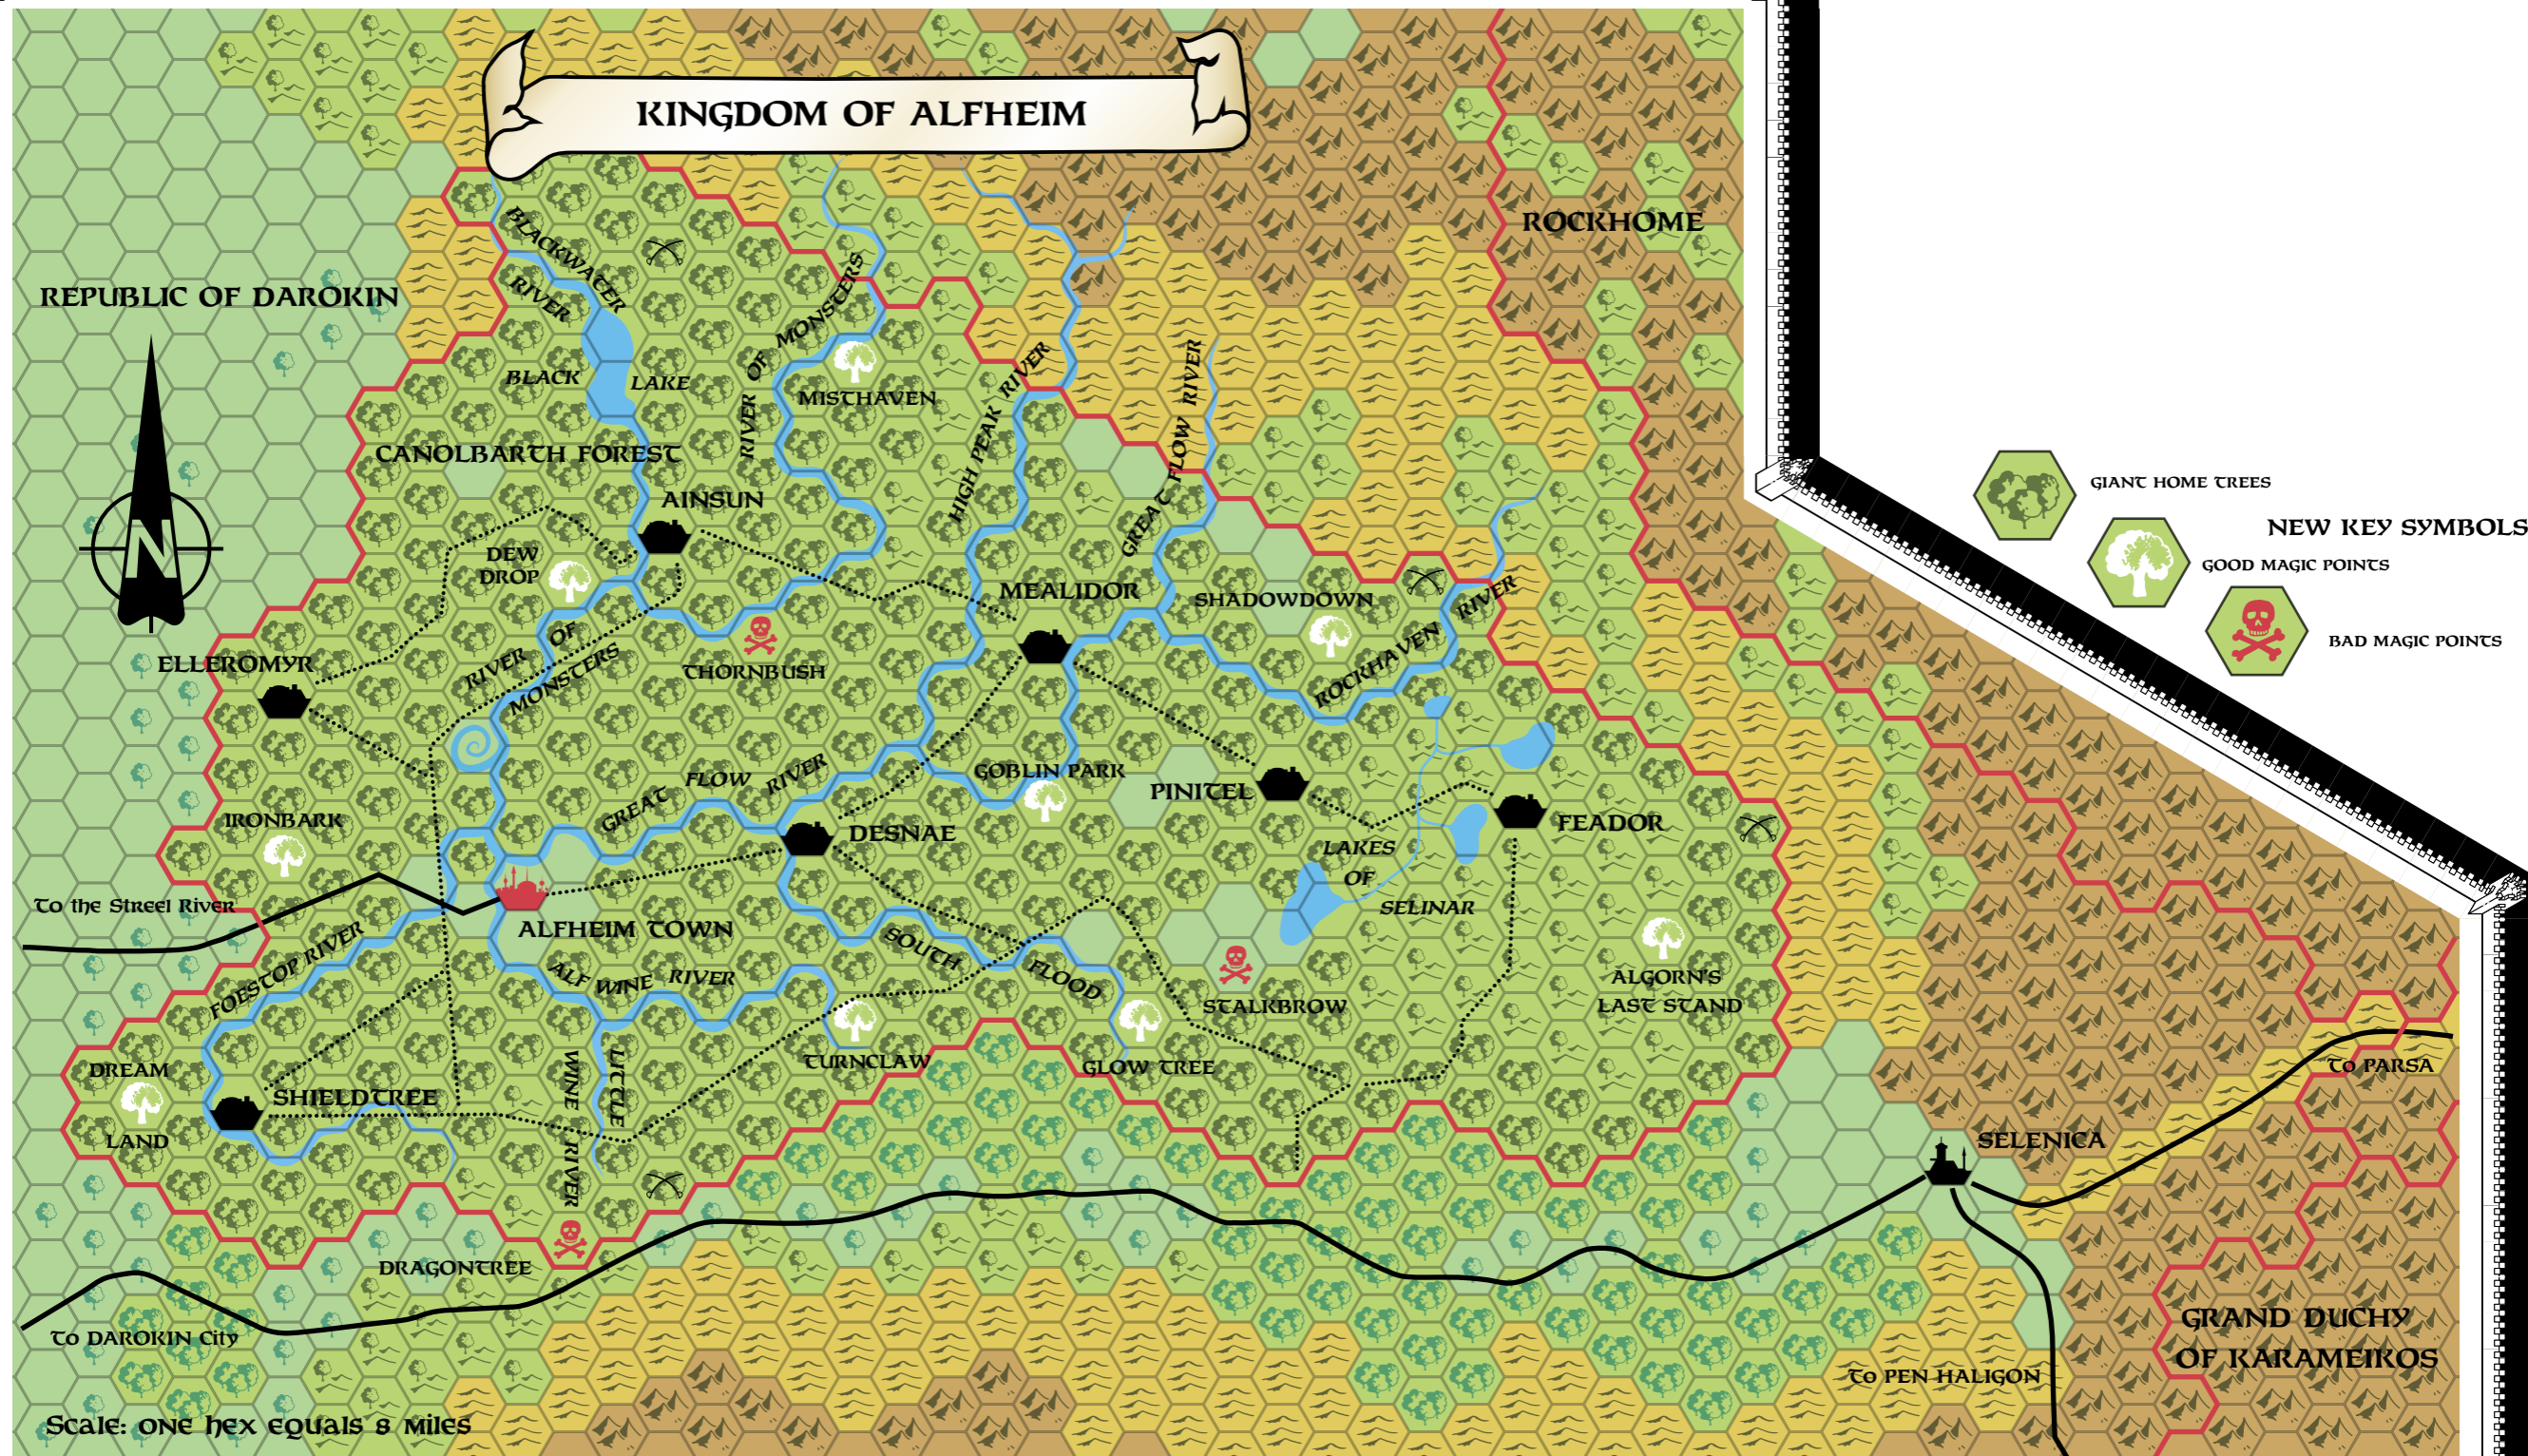 KINGDOM OF ALFHEIM
ROCKHOME
REPUBLIC OF DAROKIN
BLACKWATER
RIVER
RIVER OF MONSTERS
BLACK LAKE
MISTHAVEN
HIGH PEAK RIVER
GREAT FLOW RIVER
CANOLBARTH FOREST
AINSUN
N
DEW
DROP
MEALIDOR
SHADOWDOWN
ROCKHAVEN RIVER
GIANT HOME TREES
NEW KEY SYMBOLS
GOOD MAGIC POINTS
BAD MAGIC POINTS
ELLEROMYR
RIVER OF
MONSTERS
THORNBUSH
GREAT FLOW RIVER
GOBLIN PARK
PINITEL
IRONBARK
DESNAE
FEADOR
LAKES
OF
SELINAR
To the Streel River
ALFHEIM TOWN
FOESTOP RIVER
ALF WINE RIVER
SOUTH FLOOD
STALKBROW
ALGORN'S
LAST STAND
TURNCLAW
GLOW TREE
DREAM
LAND
SHIELDTREE
LITTLE
WINE RIVER
To PARSA
SELENICA
DRAGONTREE
To DAROKIN City
GRAND DUCHY
OF KARAMEIKOS
To PEN HALIGON
Scale: one hex equals 8 Miles